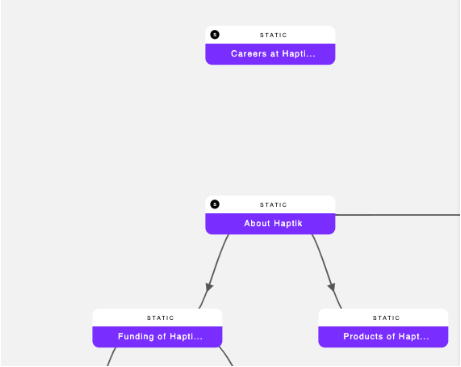 STATIC
Careers at Hapti...
STATIC
About Haptik
STATIC
Funding of Hapti...
STATIC
Products of Hapt...